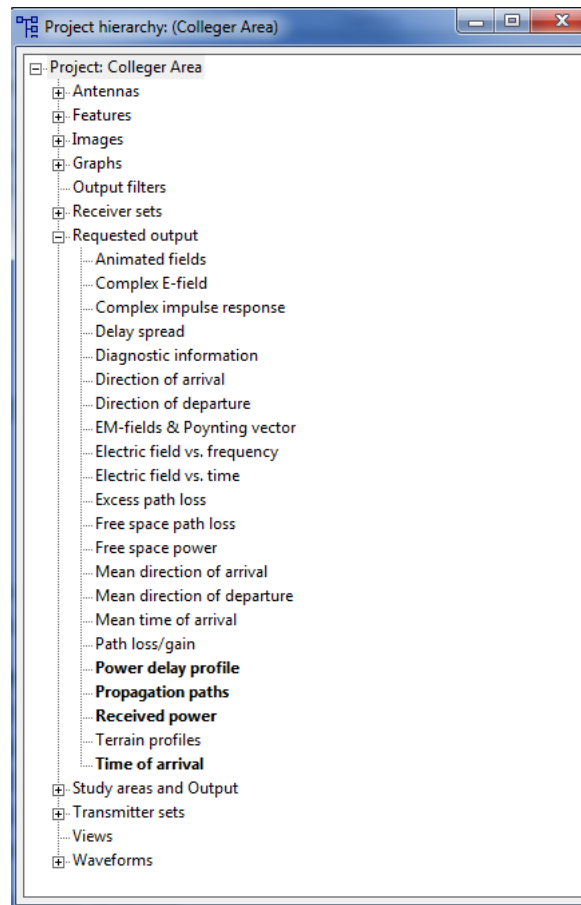 Project hierarchy: (Colleger Area)
Project: Colleger Area
Antennas
Features
Images
Graphs
Output filters
Receiver sets
Requested output
Animated fields
Complex E-field
Complex impulse response
Delay spread
Diagnostic information
Direction of arrival
Direction of departure
EM-fields & Poynting vector
Electric field vs. frequency
Electric field vs. time
Excess path loss
Free space path loss
Free space power
Mean direction of arrival
Mean direction of departure
Mean time of arrival
Path loss/gain
Power delay profile
Propagation paths
Received power
Terrain profiles
Time of arrival
Study areas and Output
Transmitter sets
Views
Waveforms